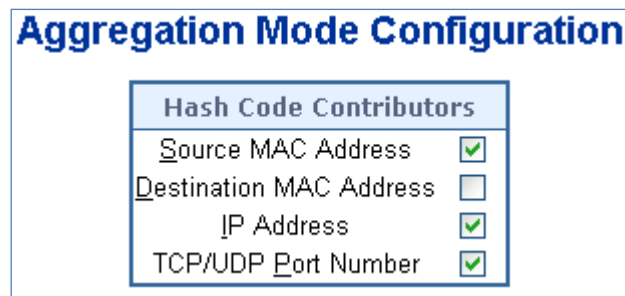 Aggregation Mode Configuration
Hash Code Contributors
Source MAC Address
Destination MAC Address
IP Address
TCP/UDP Port Number